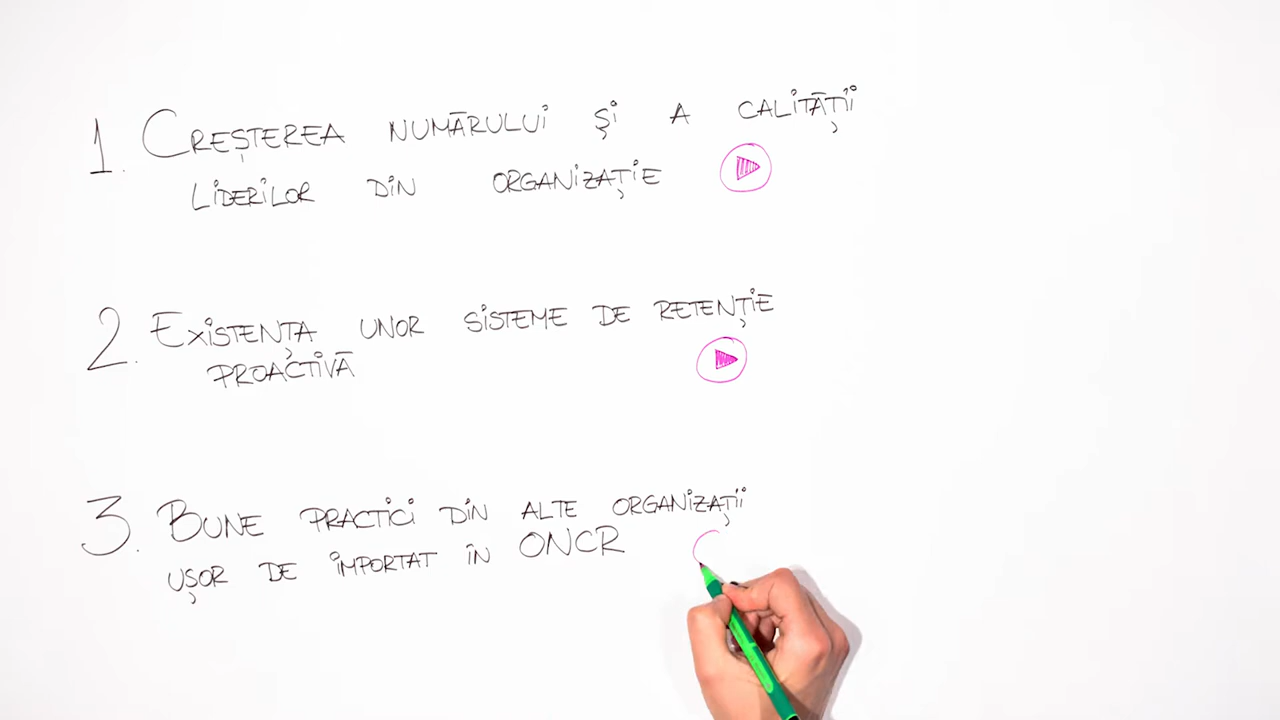 1. CREȘTEREA NUMĂRULUI ȘI A CALITĂȚII
LIDERILOR DIN ORGANIZAȚIE
2. EXISTENȚA UNOR SISTEME DE RETENȚIE
PROACTIVĂ
3. BUNE PRACTICI DIN ALTE ORGANIZAȚII
UȘOR DE IMPORTAT ÎN ONCR